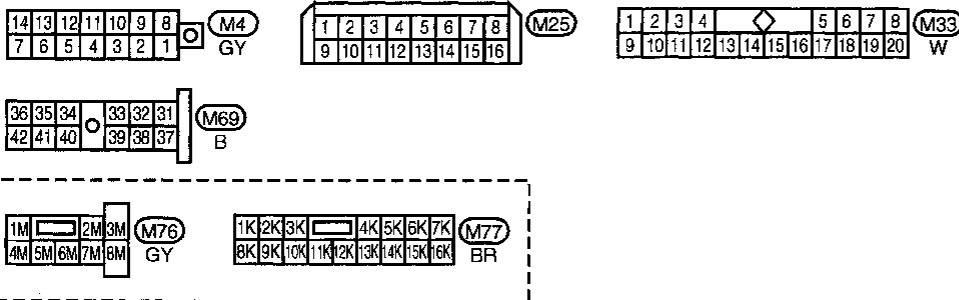 14 13 12 11 10 9 8
7 6 5 4 3 2 1
M4
GY
1 2 3 4 5 6 7 8
9 10 11 12 13 14 15 16
M25
1 2 3 4 5 6 7 8
9 10 11 12 13 14 15 16 17 18 19 20
M33
W
36 35 34 33 32 31
42 41 40 39 38 37
M69
B
1M 2M 3M
4M 5M 6M 7M 8M
M76
GY
1K 2K 3K 4K 5K 6K 7K
8K 9K 10K 11K 12K 13K 14K 15K 16K
M77
BR